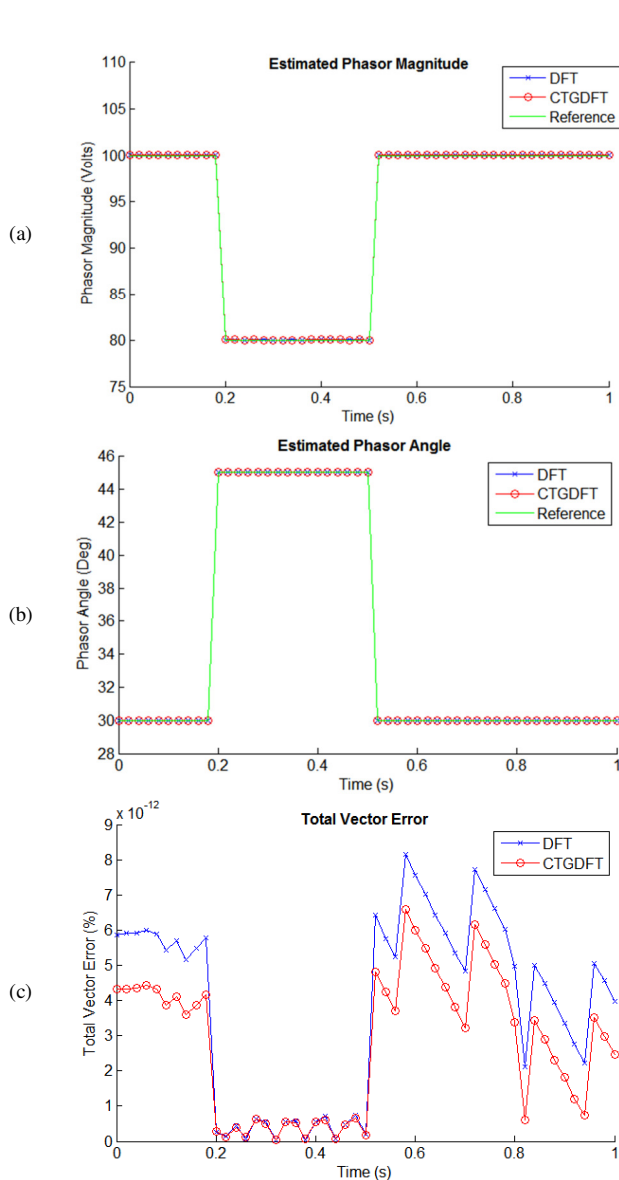 (a)
Estimated Phasor Magnitude
DFT
CTGDFT
Reference
Phasor Magnitude (Volts)
110
105
100
95
90
85
80
75
0
0.2
0.4
0.6
0.8
1
Time (s)
(b)
Estimated Phasor Angle
DFT
CTGDFT
Reference
Phasor Angle (Deg)
46
44
42
40
38
36
34
32
30
28
0
0.2
0.4
0.6
0.8
1
Time (s)
(c)
x 10-12
Total Vector Error
DFT
CTGDFT
Total Vector Error (%)
9
8
7
6
5
4
3
2
1
0
0
0.2
0.4
0.6
0.8
1
Time (s)